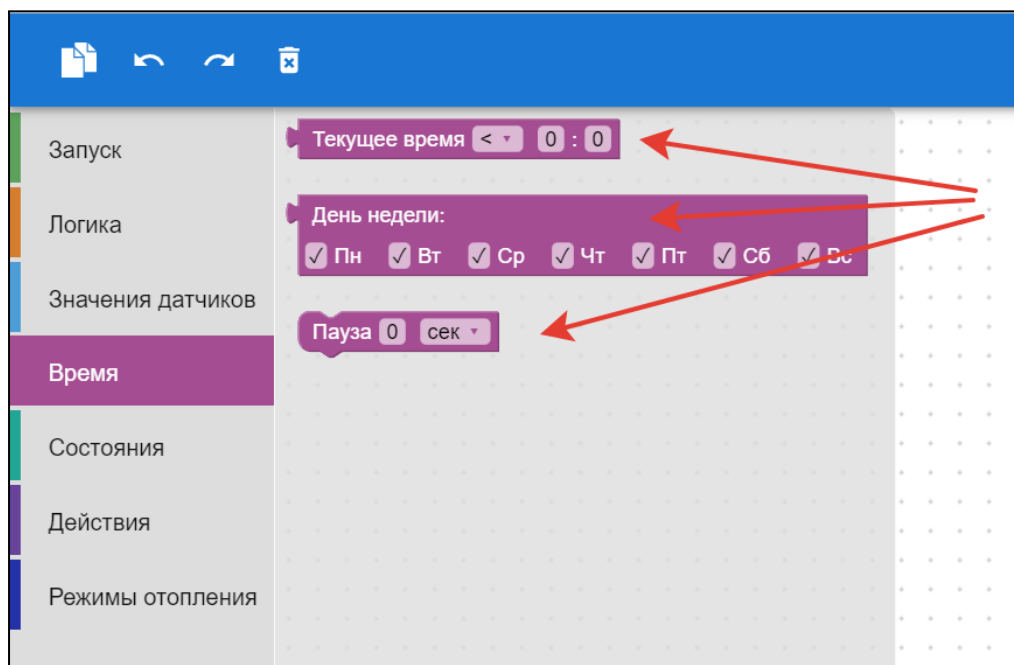 Запуск
Логика
Значения датчиков
Время
Состояния
Действия
Режимы отопления
Текущее время < 0 : 0
День недели:
✓ Пн ✓ Вт ✓ Ср ✓ Чт ✓ Пт ✓ Сб ✓ Вс
Пауза 0 сек